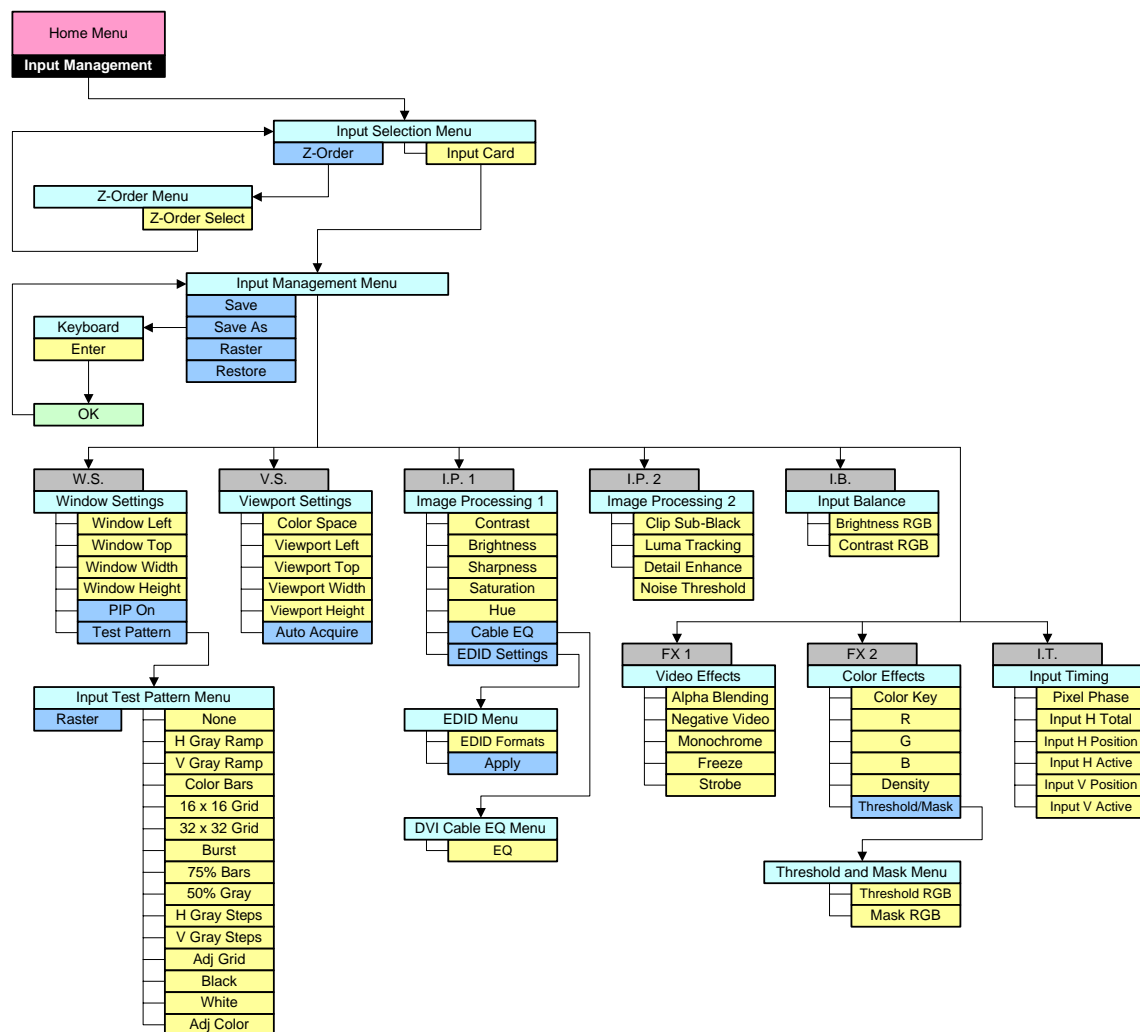 Home Menu
Input Management
Input Selection Menu
Z-Order
Input Card
Z-Order Menu
Z-Order Select
Input Management Menu
Save
Save As
Raster
Restore
Keyboard
Enter
OK
W.S.
Window Settings
Window Left
Window Top
Window Width
Window Height
PIP On
Test Pattern
V.S.
Viewport Settings
Color Space
Viewport Left
Viewport Top
Viewport Width
Viewport Height
Auto Acquire
I.P. 1
Image Processing 1
Contrast
Brightness
Sharpness
Saturation
Hue
Cable EQ
EDID Settings
I.P. 2
Image Processing 2
Clip Sub-Black
Luma Tracking
Detail Enhance
Noise Threshold
I.B.
Input Balance
Brightness RGB
Contrast RGB
FX 1
Video Effects
Alpha Blending
Negative Video
Monochrome
Freeze
Strobe
FX 2
Color Effects
Color Key
R
G
B
Density
Threshold/Mask
I.T.
Input Timing
Pixel Phase
Input H Total
Input H Position
Input H Active
Input V Position
Input V Active
Input Test Pattern Menu
Raster
None
H Gray Ramp
V Gray Ramp
Color Bars
16 x 16 Grid
32 x 32 Grid
Burst
75% Bars
50% Gray
H Gray Steps
V Gray Steps
Adj Grid
Black
White
Adj Color
EDID Menu
EDID Formats
Apply
DVI Cable EQ Menu
EQ
Threshold and Mask Menu
Threshold RGB
Mask RGB